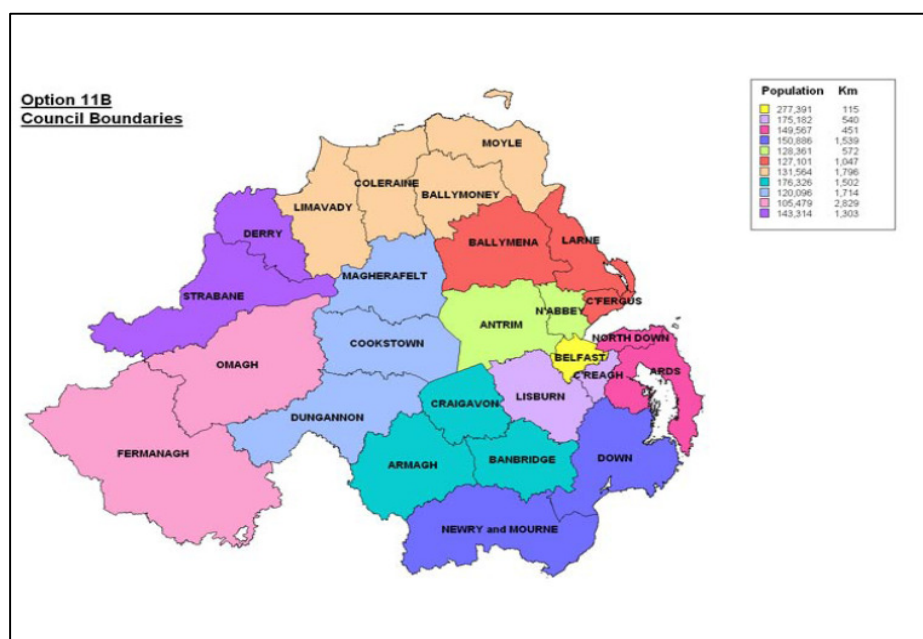 Option 11B
Council Boundaries
Population Km
277,391 115
175,182 540
149,567 451
150,886 1,539
128,361 572
127,101 1,047
131,564 1,796
176,326 1,502
120,096 1,714
105,479 2,829
143,314 1,303
MOYLE
COLERAINE
BALLYMONEY
LIMAVADY
DERRY
BALLYMENA
LARNE
MAGHERAFELT
STRABANE
C'FERGUS
N'ABBEY
ANTRIM
NORTH DOWN
COOKSTOWN
BELFAST
OMAGH
C'REAGH
ARDS
LISBURN
CRAIGAVON
DUNGANNON
FERMANAGH
DOWN
BANBRIDGE
ARMAGH
NEWRY and MOURNE